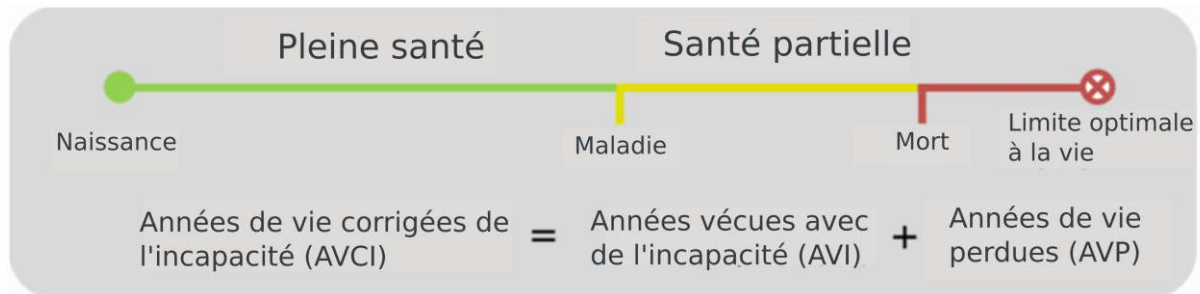 Pleine santé
Santé partielle
Naissance
Maladie
Mort
Limite optimale
à la vie
Années de vie corrigées de
l'incapacité (AVCI)
=
Années vécues avec
de l'incapacité (AVI)
+
Années de vie
perdues (AVP)